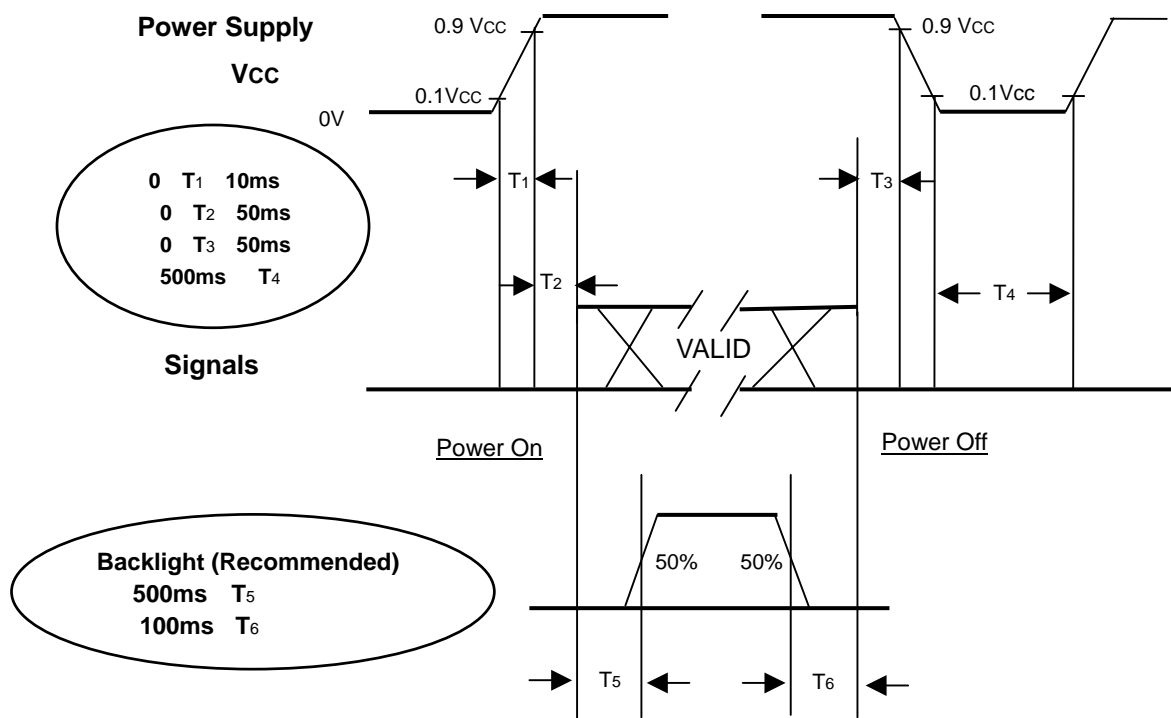 Power Supply
VCC
0.9 VCC
0.9 VCC
0.1VCC
0.1Vcc
0V
0 T1 10ms
0 T2 50ms
0 T3 50ms
500ms T4
T1
T3
T2
T4
VALID
Signals
Power On
Power Off
Backlight (Recommended)
500ms T5
100ms T6
50%
50%
T5
T6